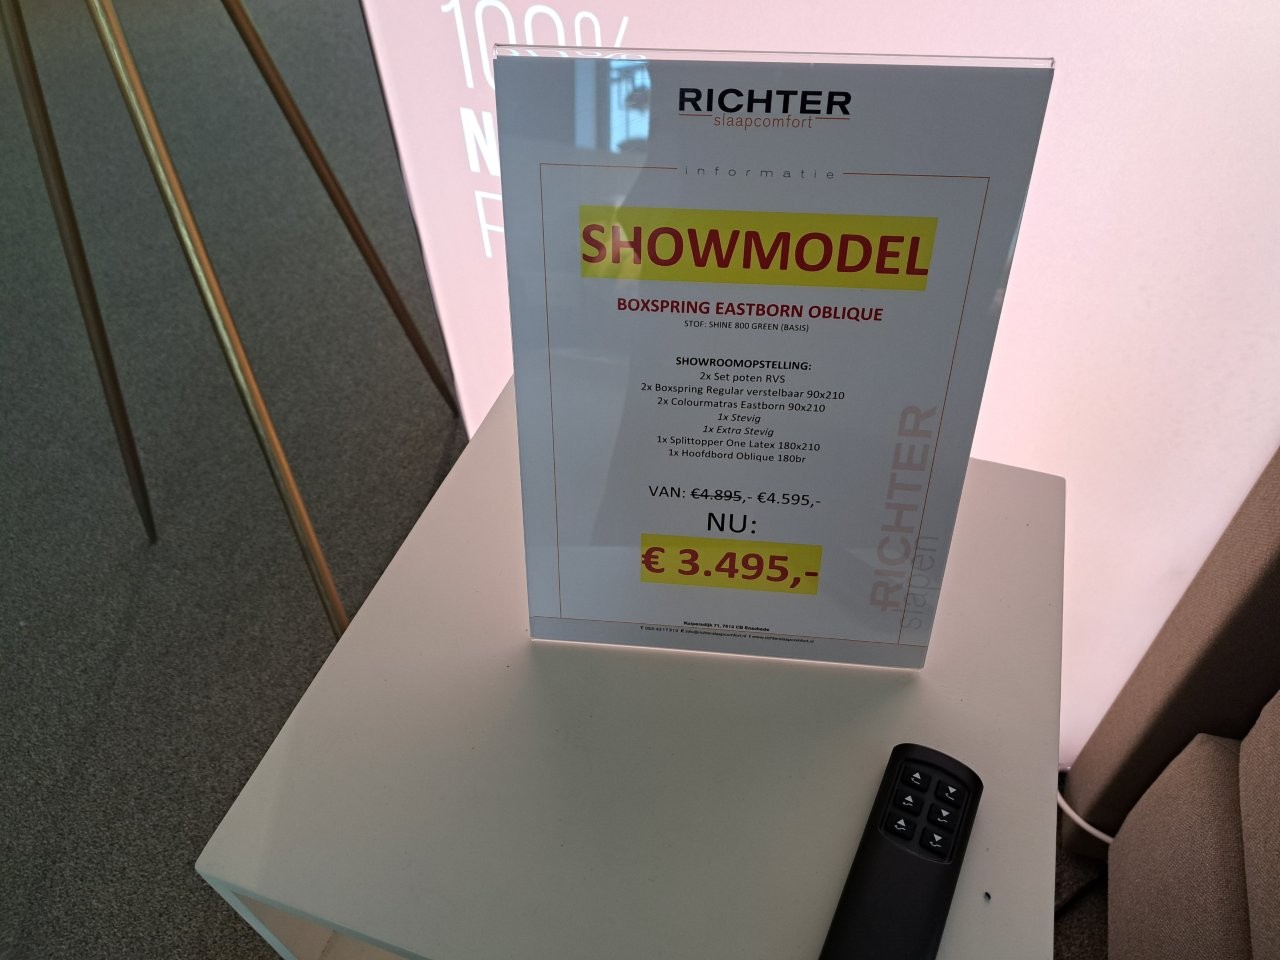 100%
N
F
RICHTER
slaapcomfort
informatie
SHOWMODEL
BOXSPRING EASTBORN OBLIQUE
STOF: SHINE 800 GREEN (BASIS)
SHOWROOMOPSTELLING:
2x Set poten RVS
2x Boxspring Regular verstelbaar 90x210
2x Colourmatras Eastborn 90x210
1x Stevig
1x Extra Stevig
1x Splittopper One Latex 180x210
1x Hoofdbord Oblique 180br
VAN: €4.895,- €4.595,-
NU:
€ 3.495,-
RICHTER
slapen